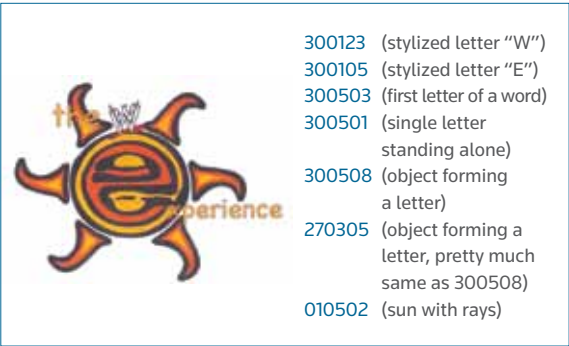 the W
experience
300123 (stylized letter “W”)
300105 (stylized letter “E”)
300503 (first letter of a word)
300501 (single letter
standing alone)
300508 (object forming
a letter)
270305 (object forming a
letter, pretty much
same as 300508)
010502 (sun with rays)